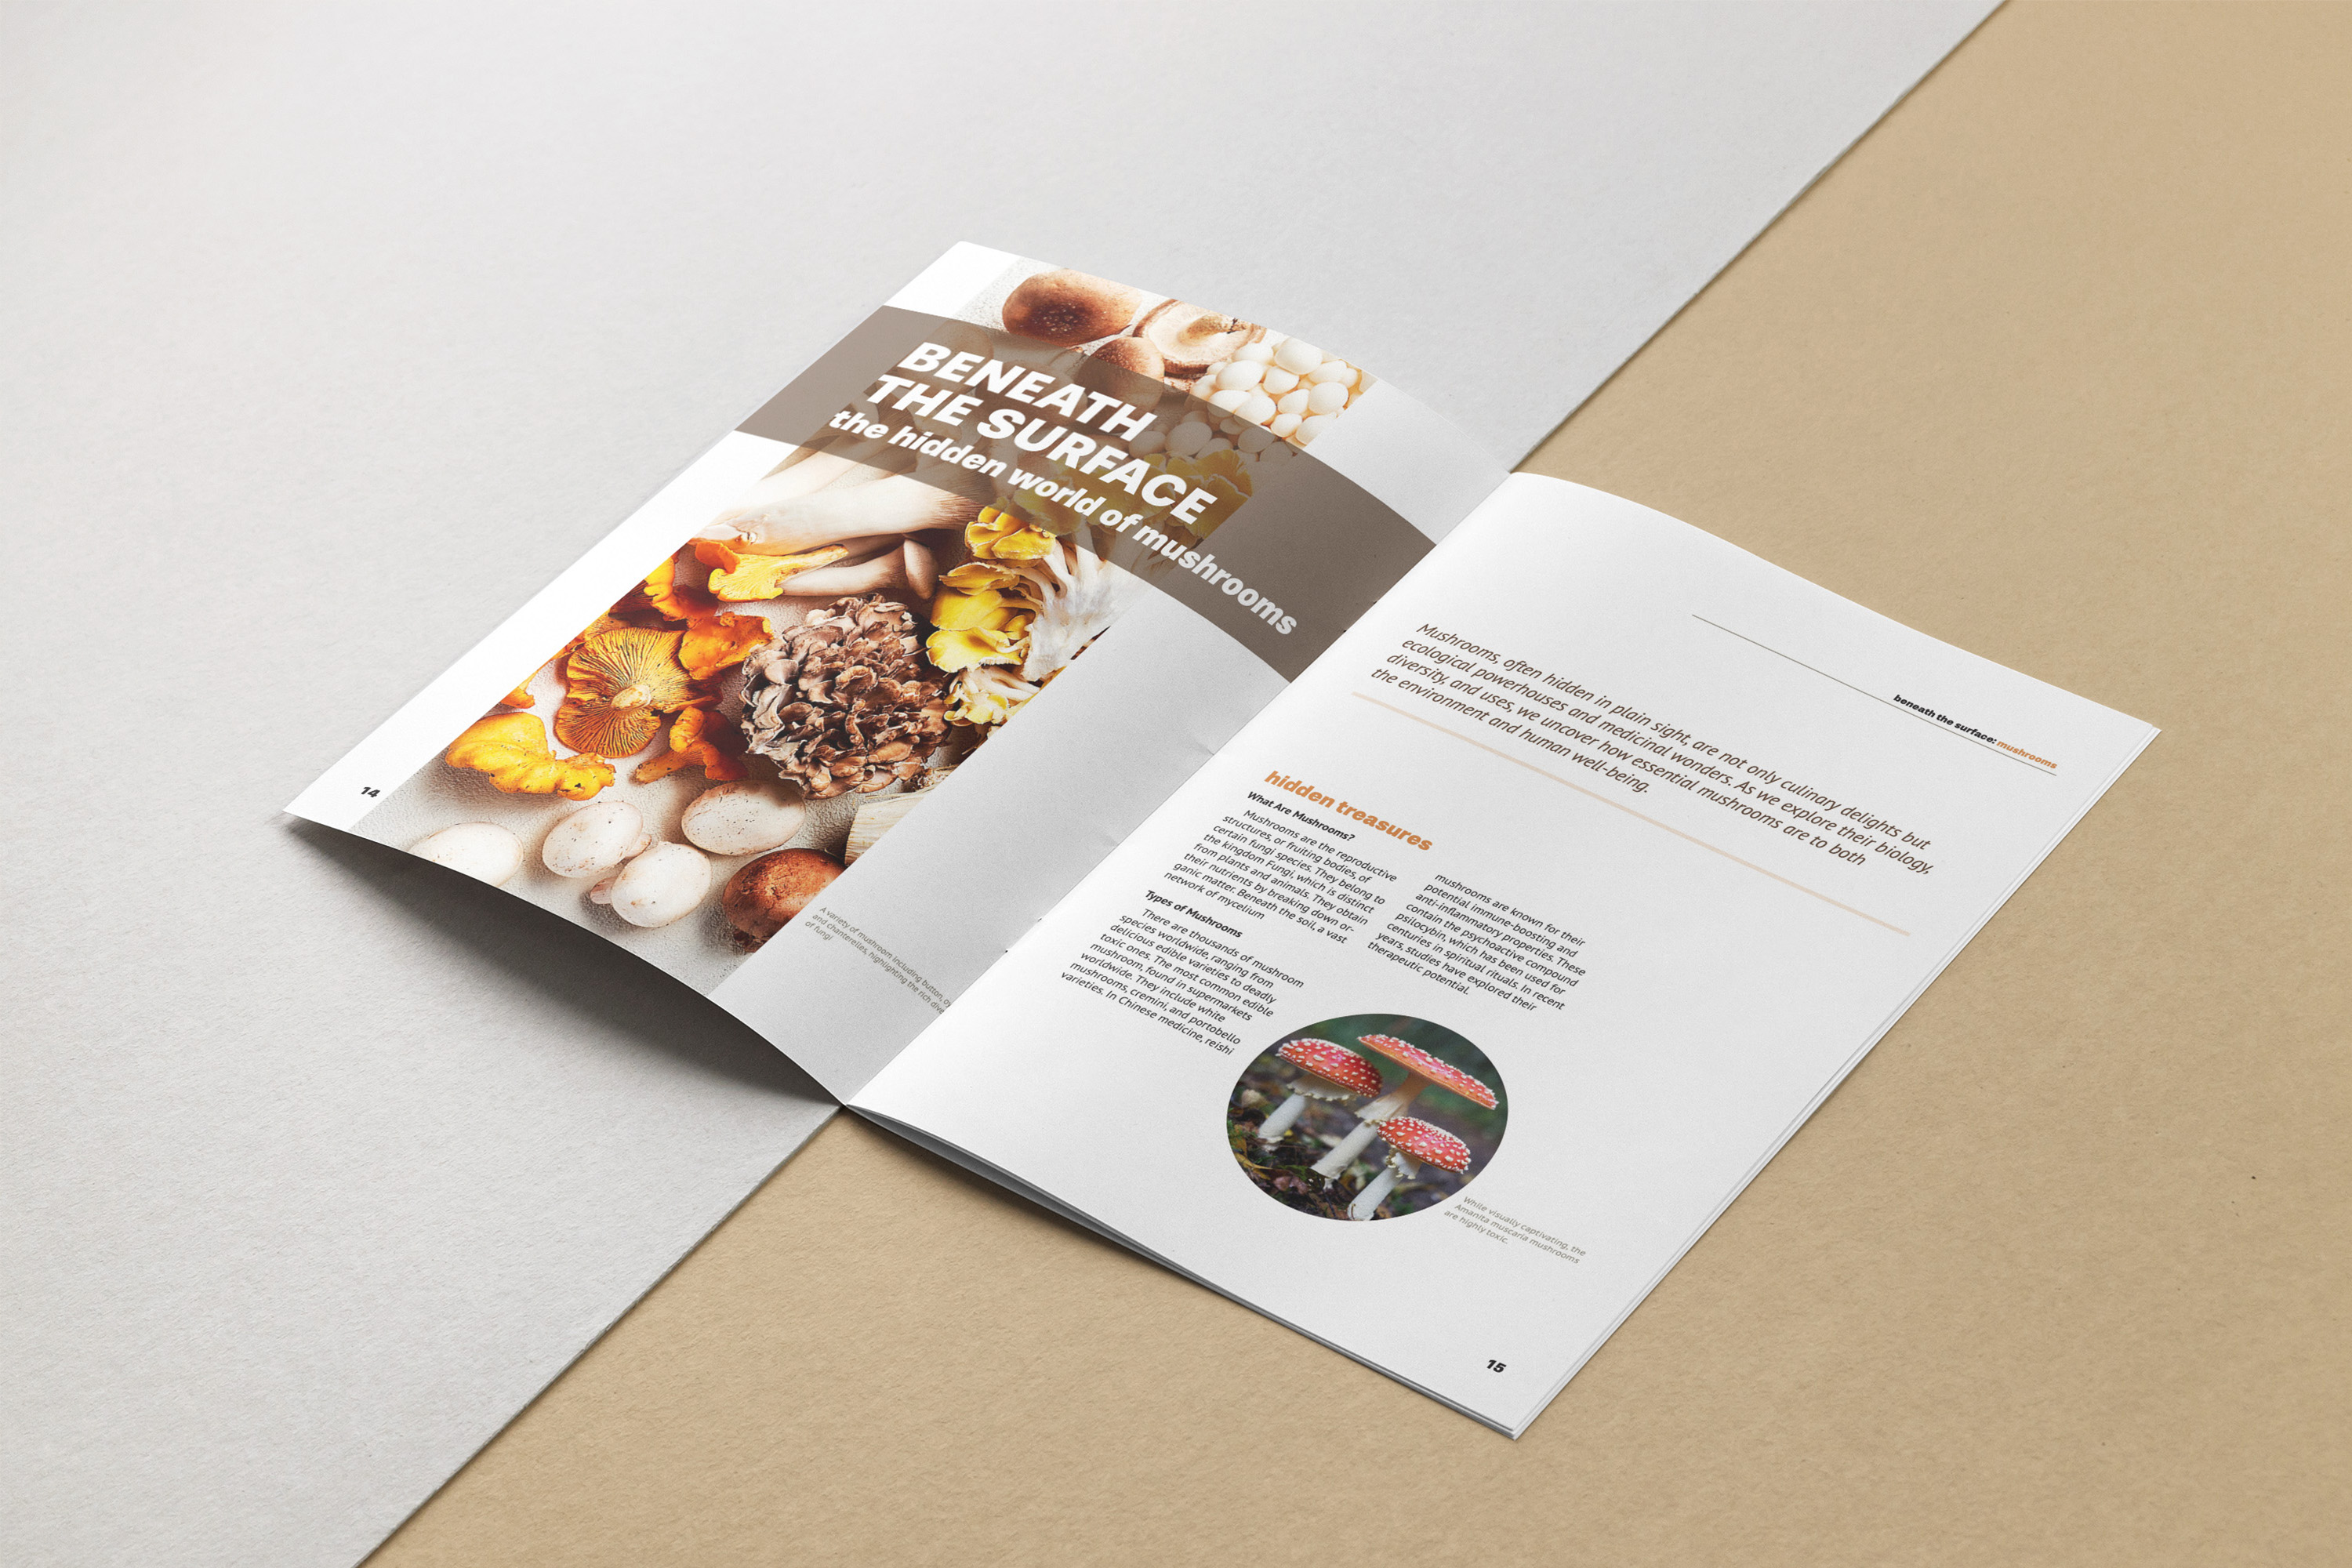 BENEATH
THE SURFACE
the hidden world of mushrooms
A variety of mushroom including button,
and chanterelles, highlighting the rich
of fungi
14
beneath the surface: mushrooms
Mushrooms, often hidden in plain sight, are not only culinary delights but
ecological powerhouses and medicinal wonders. As we explore their biology,
diversity, and uses, we uncover how essential mushrooms are to both
the environment and human well-being.
hidden treasures
What Are Mushrooms?
Mushrooms are the reproductive
structures, or fruiting bodies, of
certain fungi species. They belong to
the kingdom Fungi, which is distinct
from plants and animals. They obtain
their nutrients by breaking down or-
ganic matter. Beneath the soil, a vast
network of mycelium
Types of Mushrooms
There are thousands of mushroom
species worldwide, ranging from
delicious edible varieties to deadly
toxic ones. The most common edible
mushroom, found in supermarkets
worldwide. They include white
mushrooms, cremini, and portobello
varieties. In Chinese medicine, reishi
mushrooms are known for their
potential immune-boosting and
anti-inflammatory properties. These
contain the psychoactive compound
psilocybin, which has been used for
centuries in spiritual rituals. In recent
years, studies have explored their
therapeutic potential.
While visually captivating, the
Amanita muscaria mushrooms
are highly toxic.
15